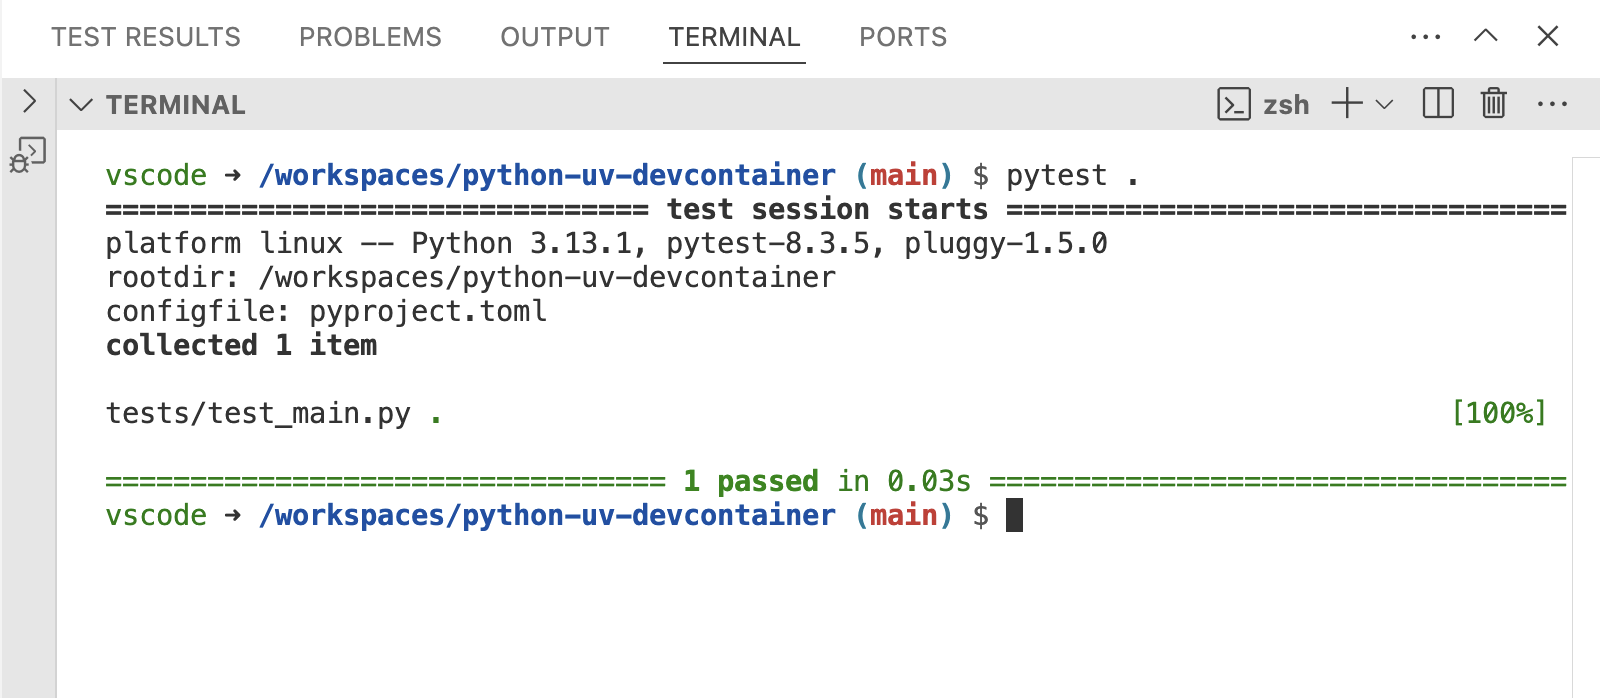 TEST RESULTS PROBLEMS OUTPUT TERMINAL PORTS
TERMINAL zsh
vscode ➜ /workspaces/python-uv-devcontainer (main) $ pytest .
================================ test session starts =================================
platform linux -- Python 3.13.1, pytest-8.3.5, pluggy-1.5.0
rootdir: /workspaces/python-uv-devcontainer
configfile: pyproject.toml
collected 1 item
tests/test_main.py . [100%]
================================= 1 passed in 0.03s ==================================
vscode ➜ /workspaces/python-uv-devcontainer (main) $